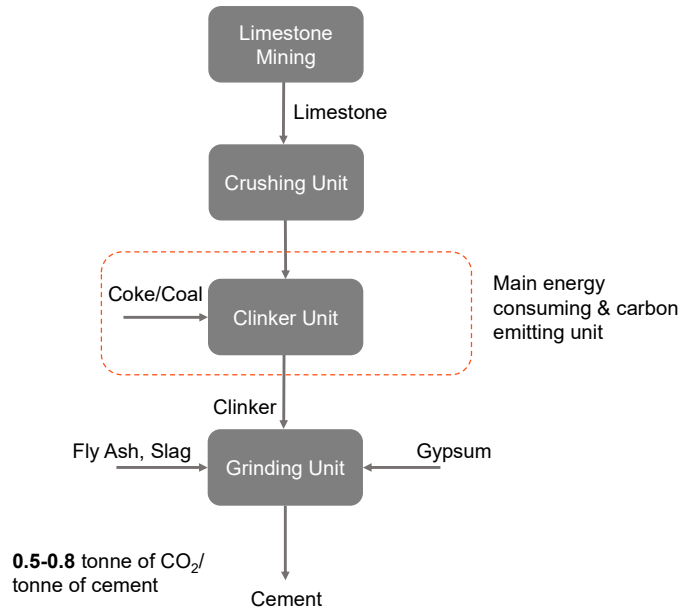 Limestone
Mining
Limestone
Crushing Unit
Coke/Coal
Clinker Unit
Main energy
consuming & carbon
emitting unit
Clinker
Fly Ash, Slag
Grinding Unit
Gypsum
0.5-0.8 tonne of CO₂/
tonne of cement
Cement